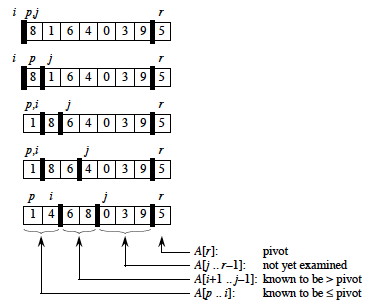 i p,j r
8 1 6 4 0 3 9 5
i p j r
8 1 6 4 0 3 9 5
p,i j r
1 8 6 4 0 3 9 5
p,i j r
1 8 6 4 0 3 9 5
p i j r
1 4 6 8 0 3 9 5
A[r]: pivot
A[j .. r–1]: not yet examined
A[i+1 .. j–1]: known to be > pivot
A[p .. i]: known to be ≤ pivot